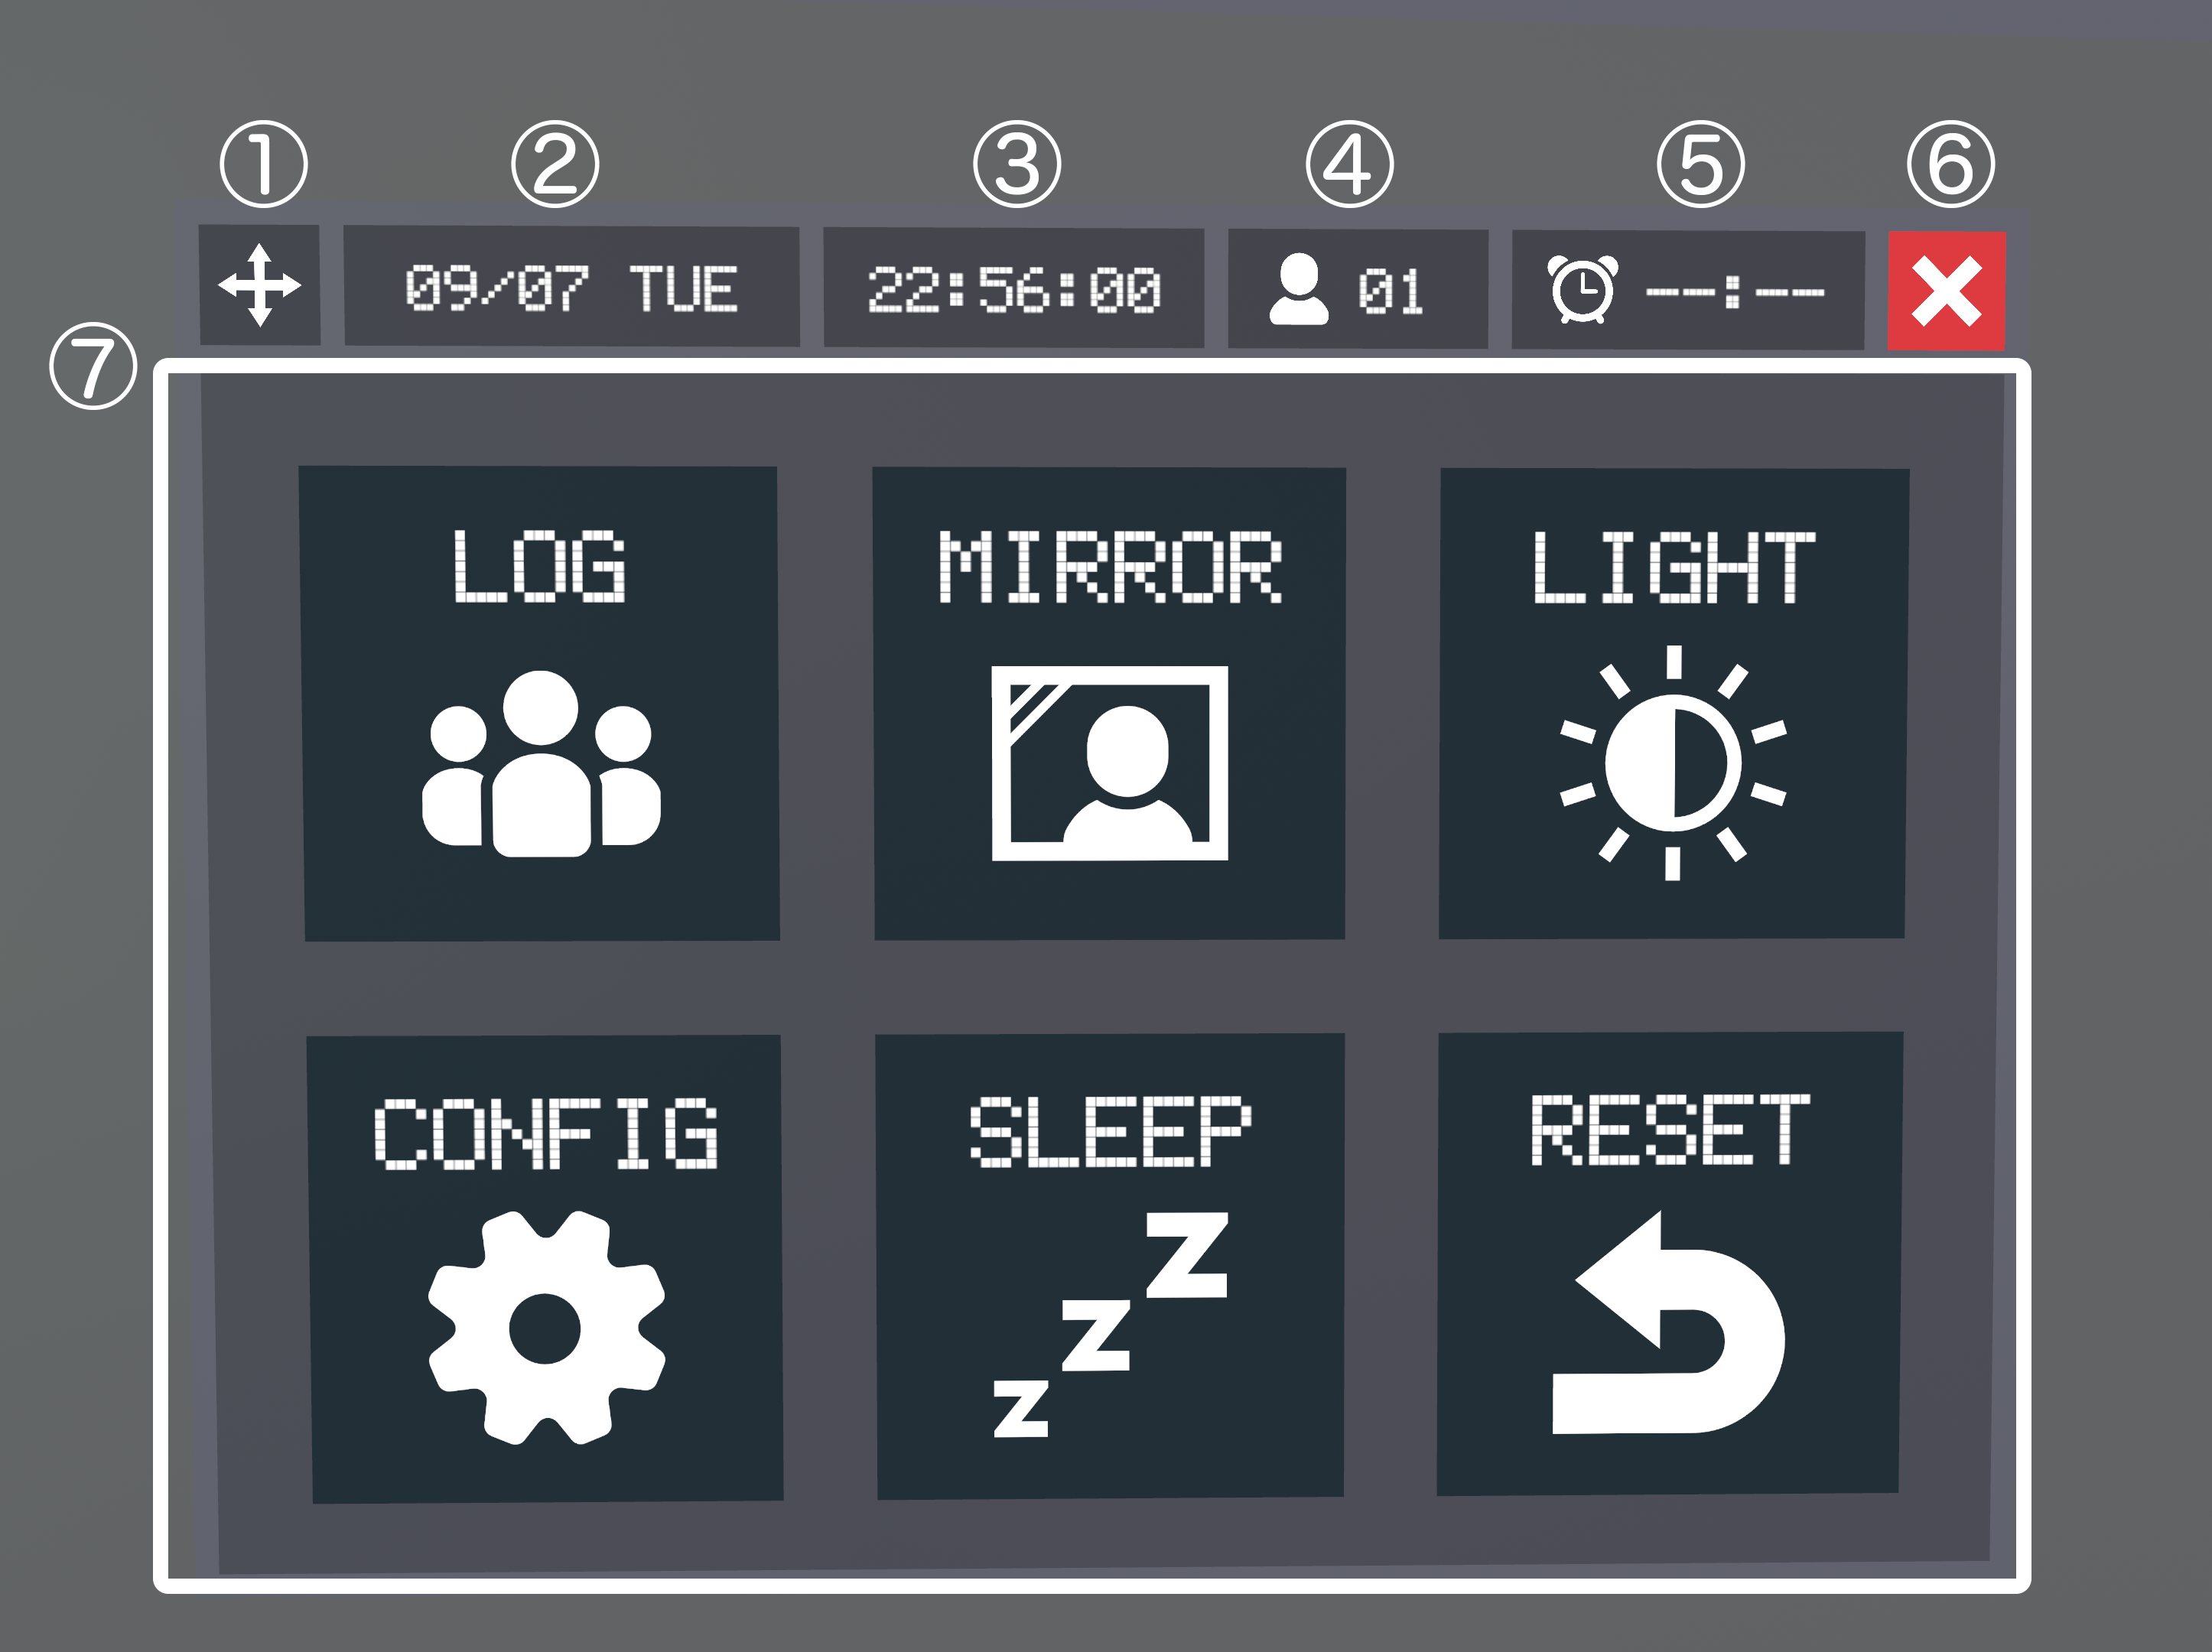 ① ② ③ ④ ⑤ ⑥
09/07 TUE 22:56:00 01 --:--
⑦
LOG MIRROR LIGHT
CONFIG SLEEP RESET
z z z